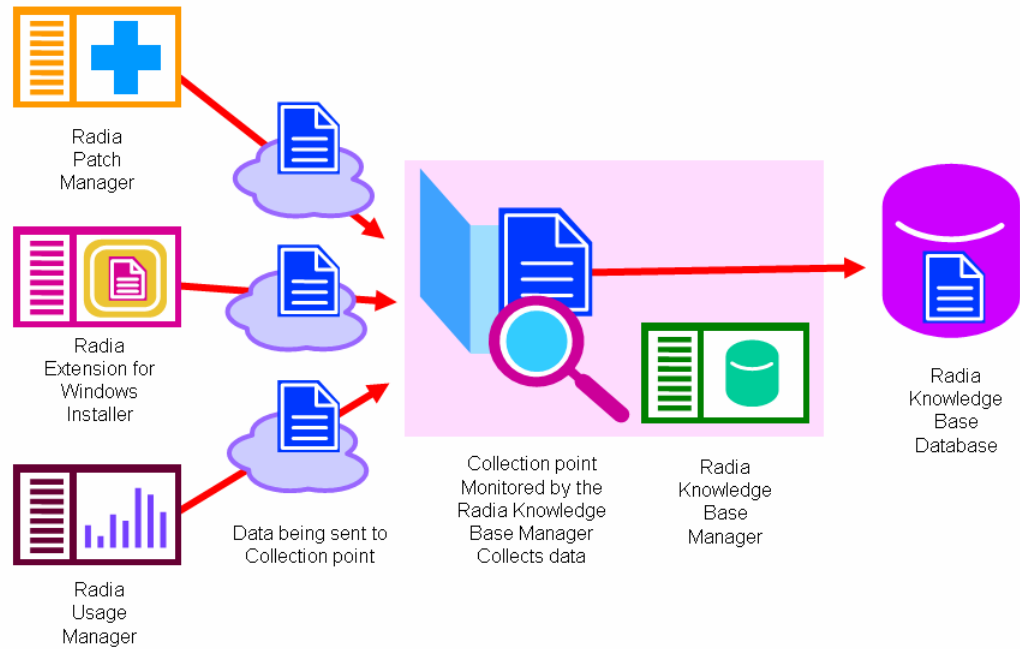 Radia
Patch
Manager
Radia
Extension for
Windows
Installer
Radia
Usage
Manager
Data being sent to
Collection point
Collection point
Monitored by the
Radia Knowledge
Base Manager
Collects data
Radia
Knowledge
Base
Manager
Radia
Knowledge
Base
Database